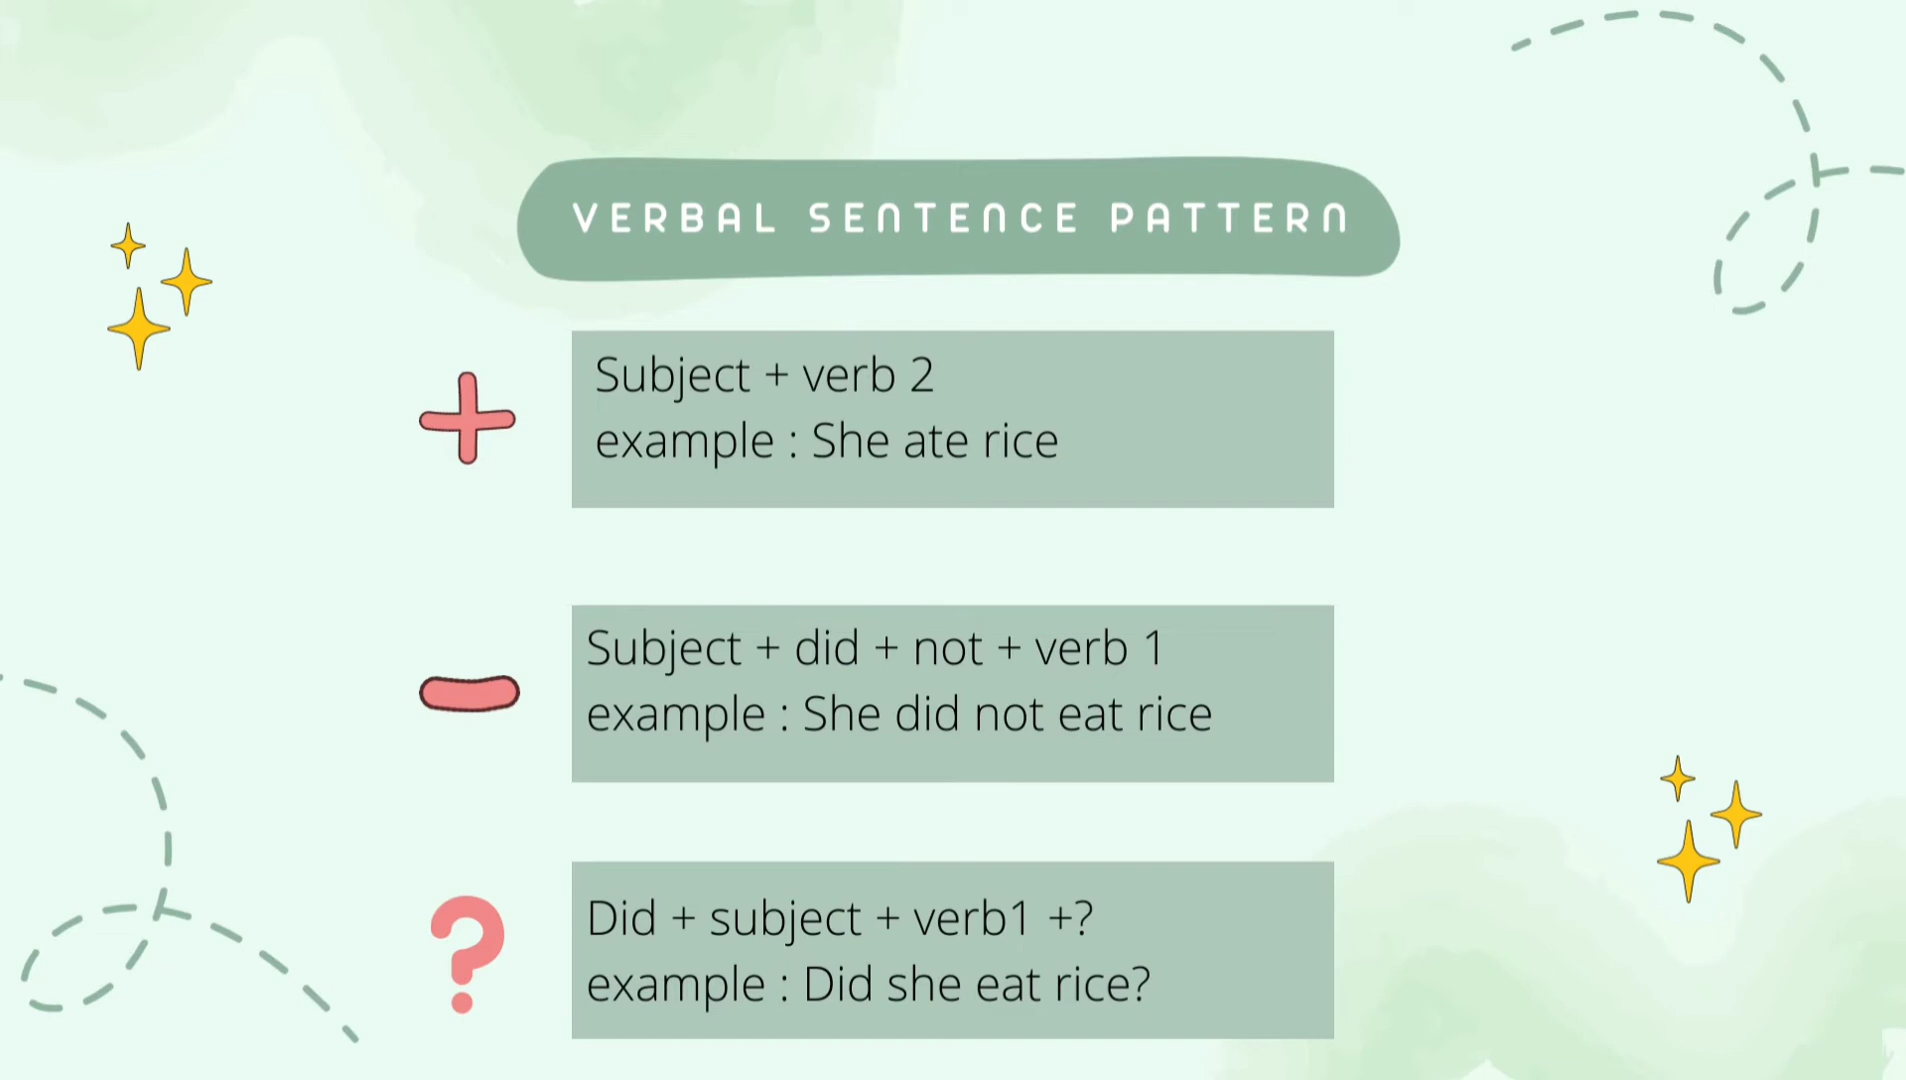 VERBAL SENTENCE PATTERN
Subject + verb 2
example : She ate rice
Subject + did + not + verb 1
example : She did not eat rice
Did + subject + verb1 +?
example : Did she eat rice?